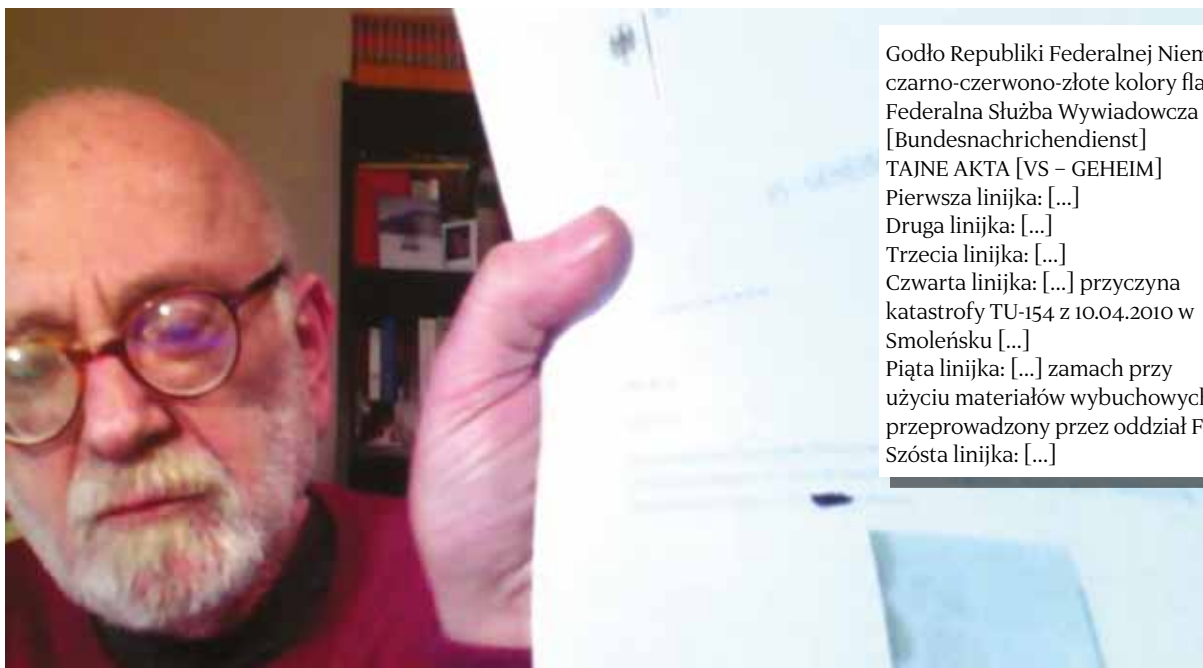 Godło Republiki Federalnej Niem
czarno-czerwono-złote kolory fla
Federalna Służba Wywiadowcza
[Bundesnachrichendienst]
TAJNE AKTA [VS – GEHEIM]
Pierwsza linijka: [...]
Druga linijka: [...]
Trzecia linijka: [...]
Czwarta linijka: [...] przyczyna
katastrofy TU-154 z 10.04.2010 w
Smoleńsku [...]
Piąta linijka: [...] zamach przy
użyciu materiałów wybuchowych
przeprowadzony przez oddział F
Szósta linijka: [...]